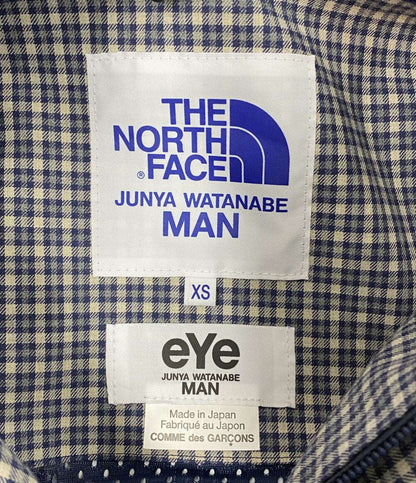 THE
NORTH
FACE
®
JUNYA WATANABE
MAN
XS
eYe
JUNYA WATANABE
MAN
Made in Japan
Fabriqué au Japon
COMME des GARÇONS